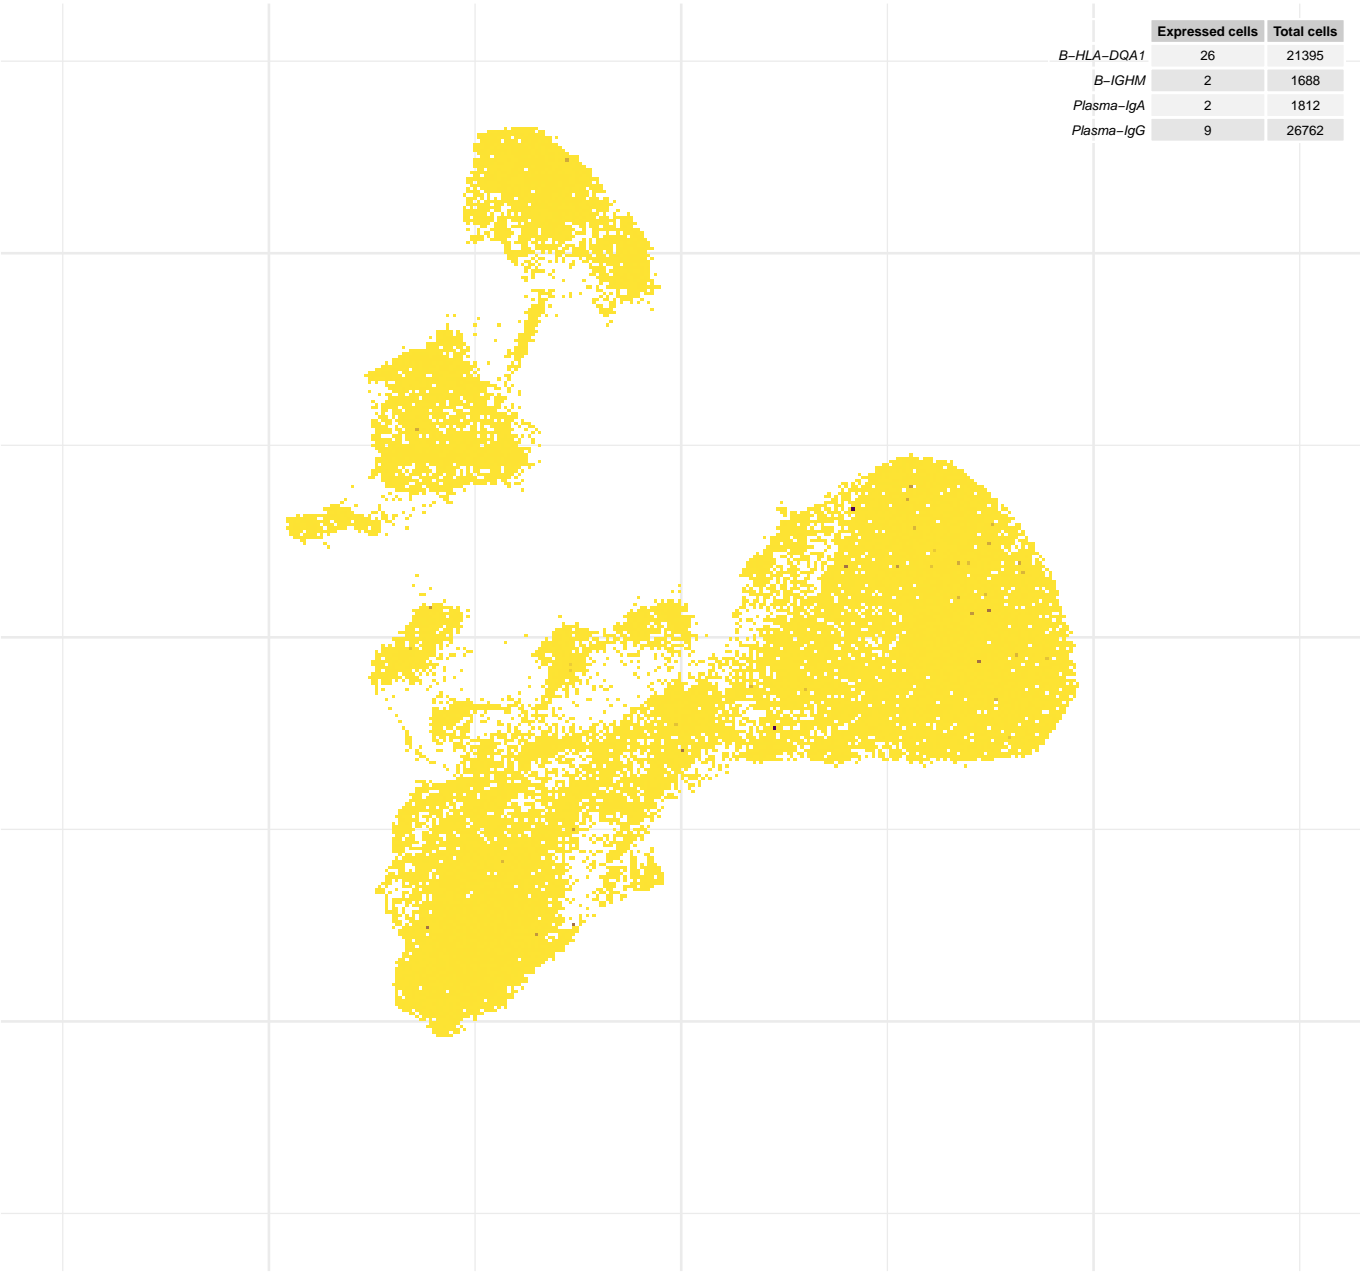 Expressed cells Total cells
B−HLA−DQA1 26 21395
B−IGHM 2 1688
Plasma−IgA 2 1812
Plasma−IgG 9 26762